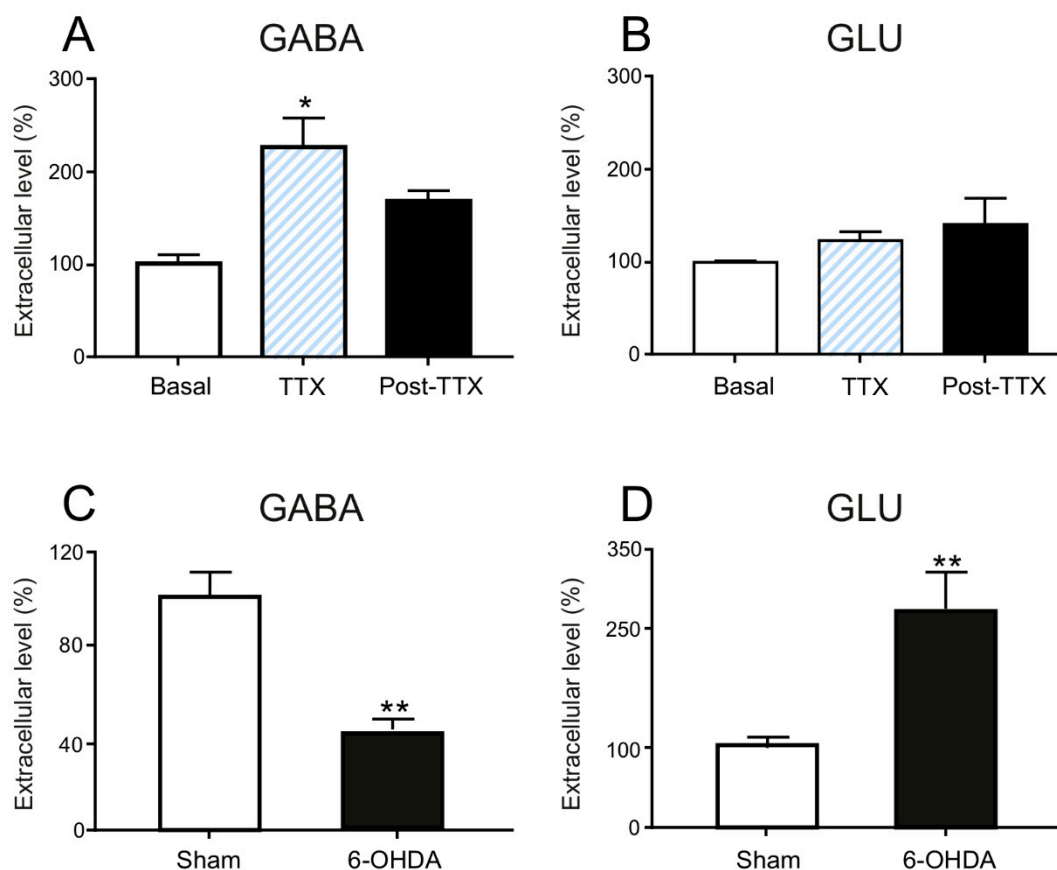 A
GABA
Extracellular level (%)
300
200
100
0
*
Basal
TTX
Post-TTX
B
GLU
Extracellular level (%)
300
200
100
0
Basal
TTX
Post-TTX
C
GABA
Extracellular level (%)
120
80
40
0
**
Sham
6-OHDA
D
GLU
Extracellular level (%)
350
250
100
0
**
Sham
6-OHDA